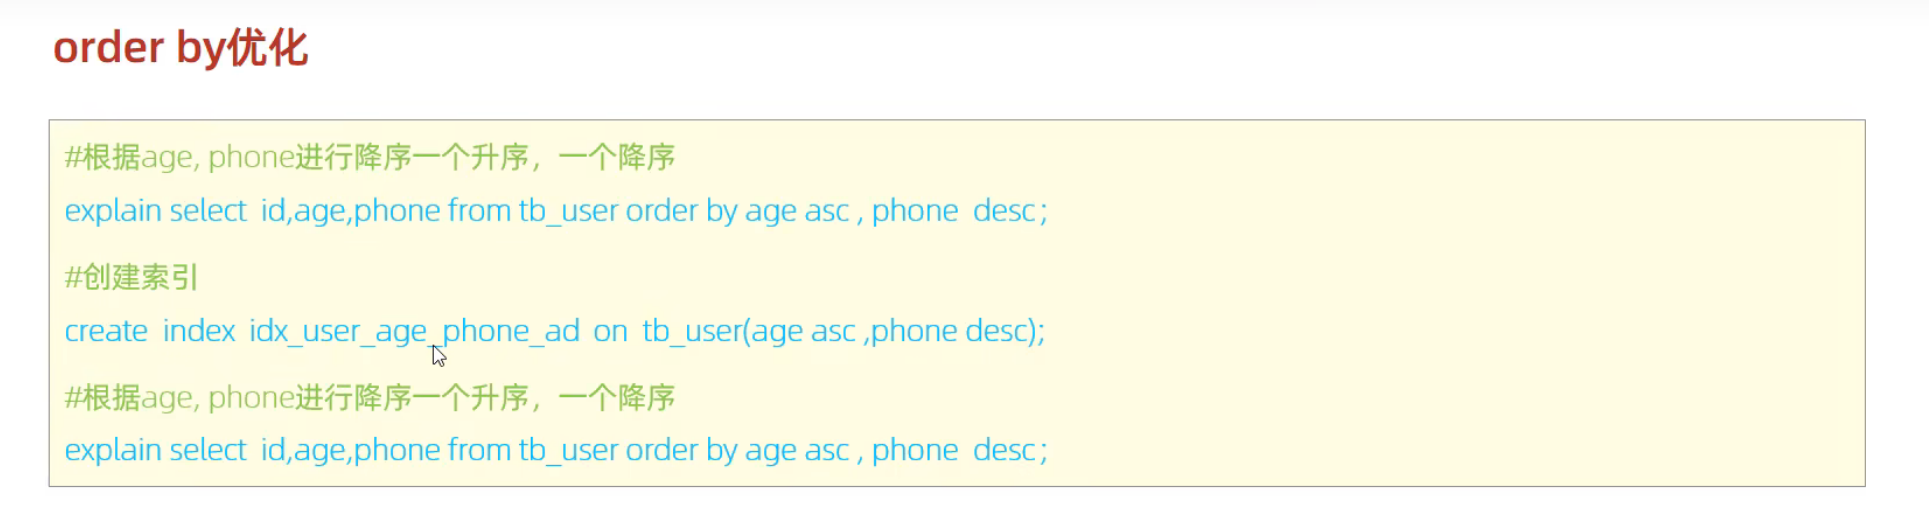 order by优化
#根据age, phone进行降序一个升序，一个降序
explain select  id,age,phone from tb_user order by age asc , phone  desc ;
#创建索引
create  index  idx_user_age_phone_ad  on  tb_user(age asc ,phone desc);
#根据age, phone进行降序一个升序，一个降序
explain select  id,age,phone from tb_user order by age asc , phone  desc ;